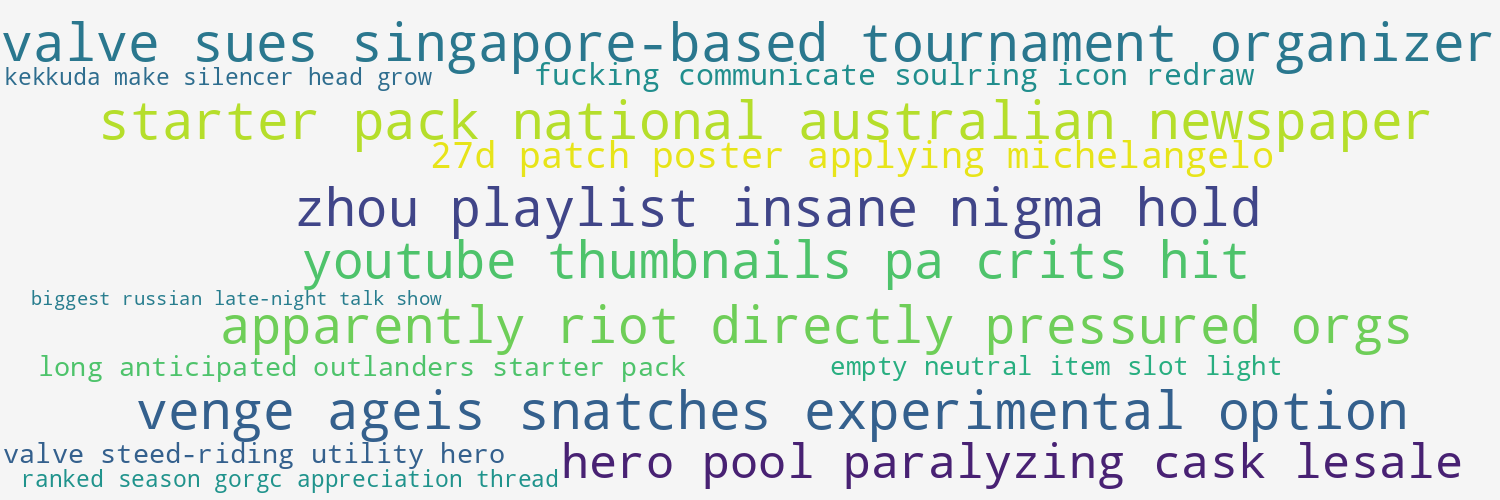 valve sues singapore-based tournament organizer
kekkuda make silencer head grow
fucking communicate soulring icon redraw
starter pack national australian newspaper
27d patch poster applying michelangelo
zhou playlist insane nigma hold
youtube thumbnails pa crits hit
biggest russian late-night talk show
apparently riot directly pressured orgs
long anticipated outlanders starter pack
empty neutral item slot light
venge ageis snatches experimental option
valve steed-riding utility hero
hero pool paralyzing cask lesale
ranked season gorgc appreciation thread